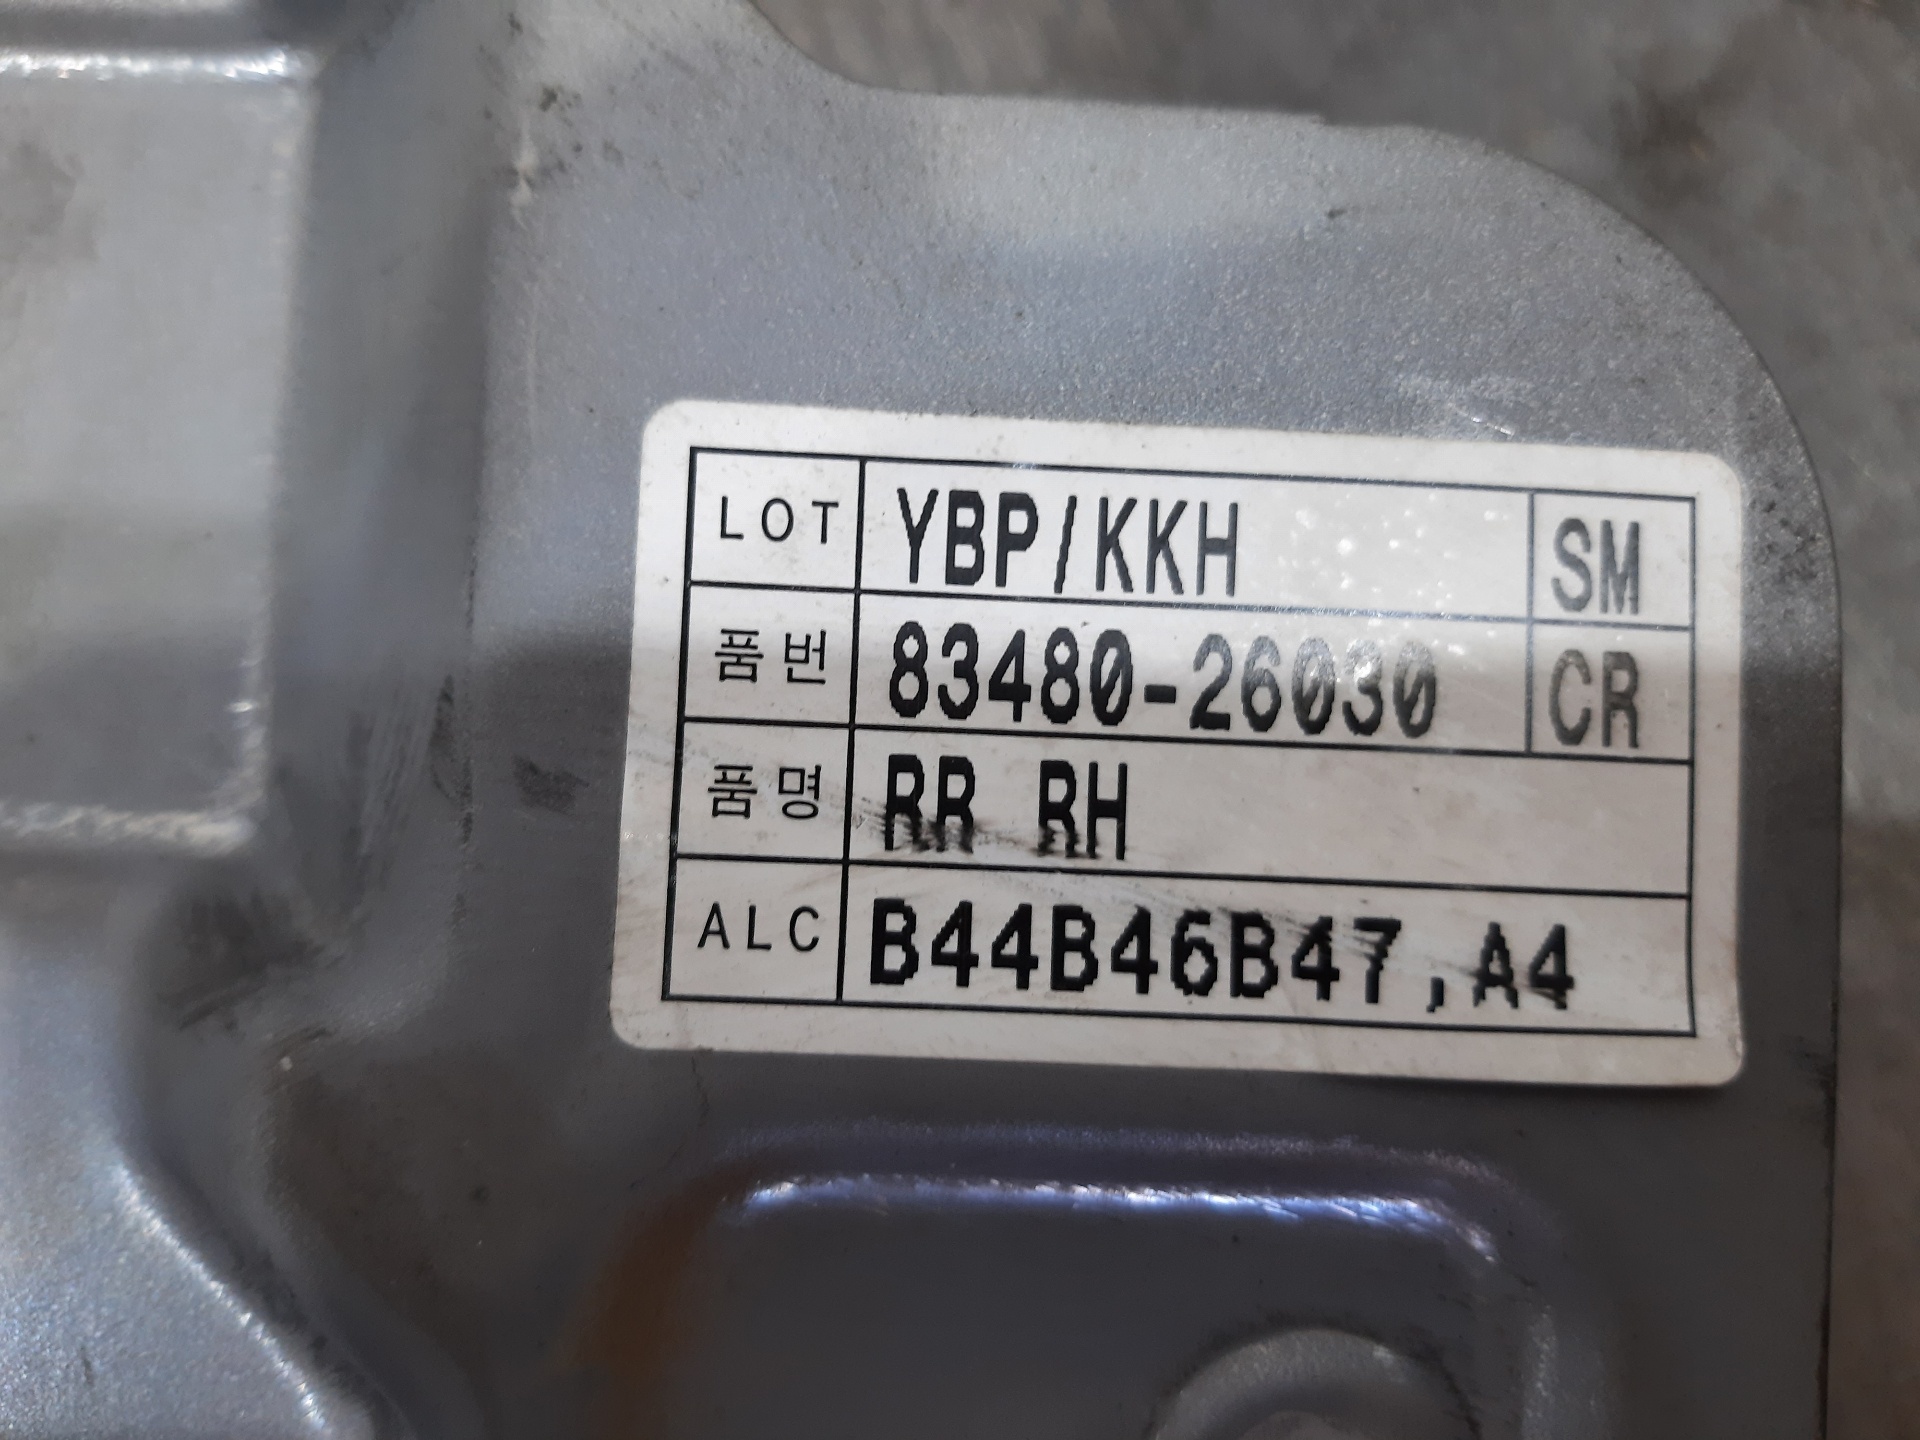 LOT YBP/KKH SM
품번 83480-26030 CR
품명 RR RH
ALC B44B46B47,A4